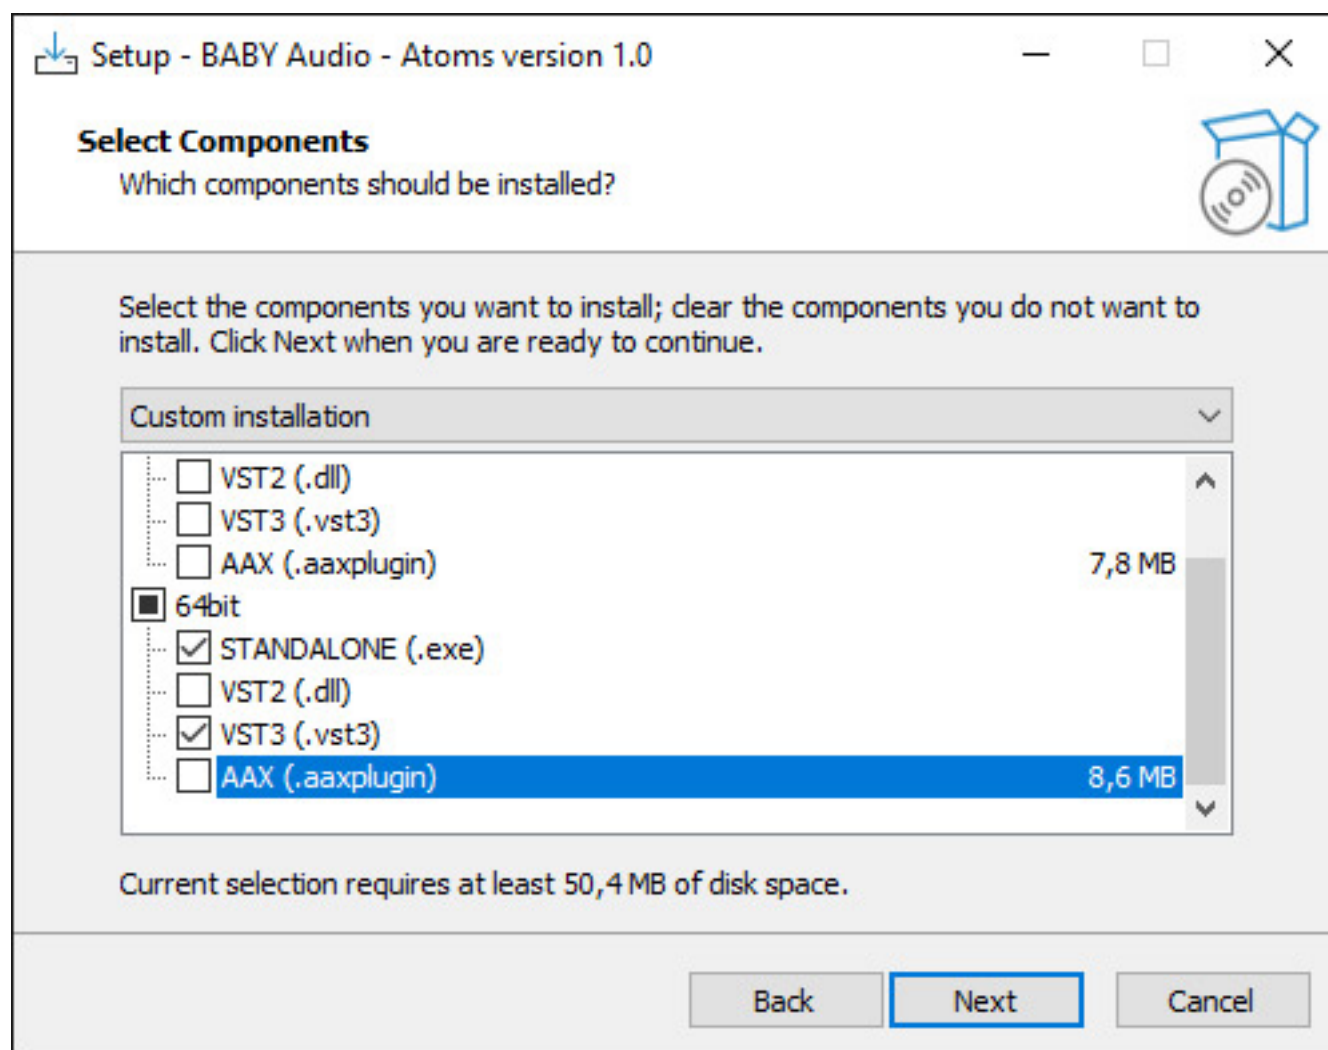 Setup - BABY Audio - Atoms version 1.0
Select Components
Which components should be installed?
Select the components you want to install; clear the components you do not want to
install. Click Next when you are ready to continue.
Custom installation
VST2 (.dll)
VST3 (.vst3)
AAX (.aaxplugin) 7,8 MB
64bit
STANDALONE (.exe)
VST2 (.dll)
VST3 (.vst3)
AAX (.aaxplugin) 8,6 MB
Current selection requires at least 50,4 MB of disk space.
Back Next Cancel